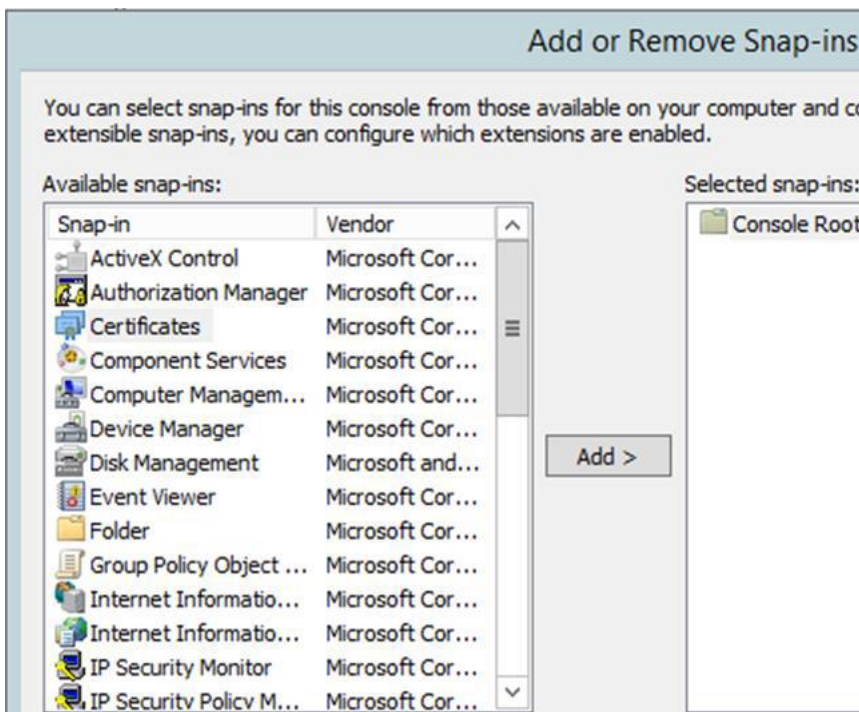 Add or Remove Snap-ins
You can select snap-ins for this console from those available on your computer and co
extensible snap-ins, you can configure which extensions are enabled.
Available snap-ins:
Selected snap-ins:
Snap-in Vendor
Console Root
ActiveX Control Microsoft Cor...
Authorization Manager Microsoft Cor...
Certificates Microsoft Cor...
Component Services Microsoft Cor...
Computer Managem... Microsoft Cor...
Device Manager Microsoft Cor...
Disk Management Microsoft and...
Add >
Event Viewer Microsoft Cor...
Folder Microsoft Cor...
Group Policy Object ... Microsoft Cor...
Internet Informatio... Microsoft Cor...
Internet Informatio... Microsoft Cor...
IP Security Monitor Microsoft Cor...
IP Security Policy M... Microsoft Cor...